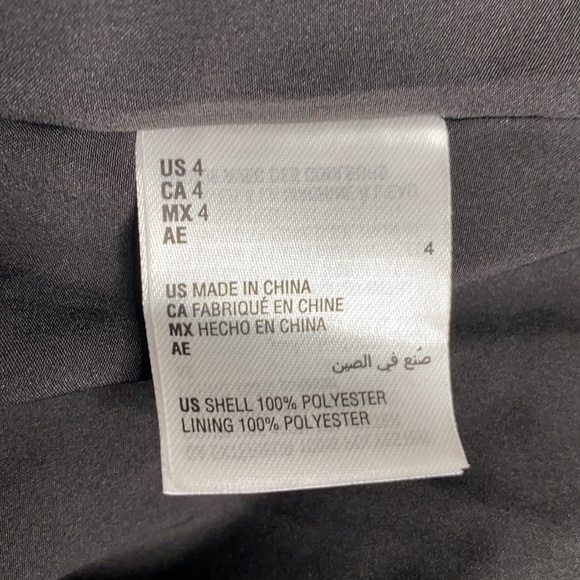 US 4
CA 4
MX 4
AE
4
US MADE IN CHINA
CA FABRIQUÉ EN CHINE
MX HECHO EN CHINA
AE
صُنع في الصين
US SHELL 100% POLYESTER
LINING 100% POLYESTER